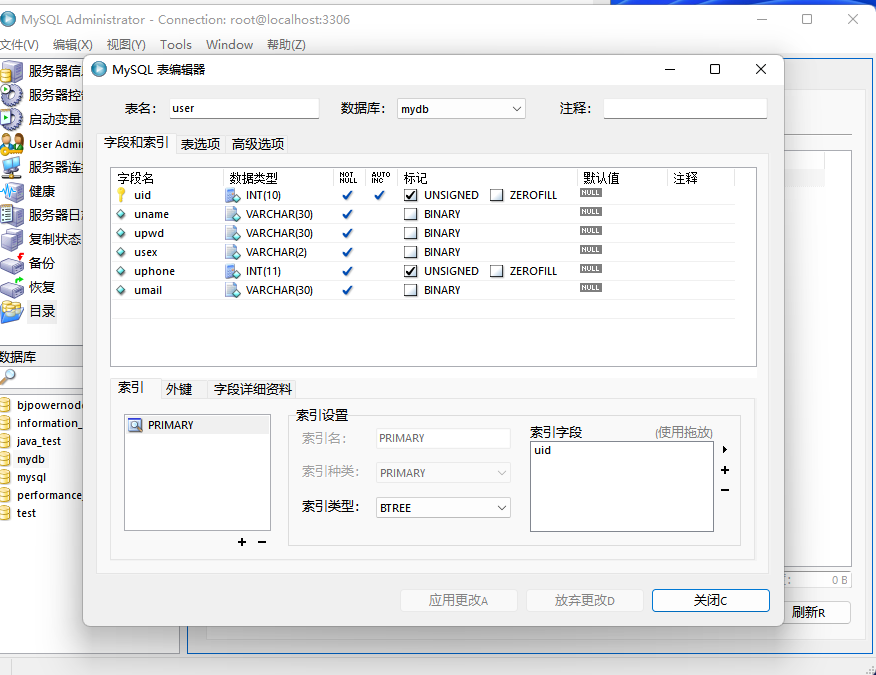 MySQL Administrator - Connection: root@localhost:3306
文件(V) 编辑(X) 视图(Y) Tools Window 帮助(Z)
服务器信
服务器控
启动变量
User Admi
服务器连
健康
服务器日
复制状态
备份
恢复
目录
数据库
bjpowernod
information_
java_test
mydb
mysql
performance
test
MySQL 表编辑器
表名: user 数据库: mydb 注释:
字段和索引 表选项 高级选项
字段名 数据类型 NOT NULL AUTO INC 标记 默认值 注释
uid INT(10) UNSIGNED ZEROFILL NULL
uname VARCHAR(30) BINARY NULL
upwd VARCHAR(30) BINARY NULL
usex VARCHAR(2) BINARY NULL
uphone INT(11) UNSIGNED ZEROFILL NULL
umail VARCHAR(30) BINARY NULL
索引 外键 字段详细资料
PRIMARY
索引设置
索引名: PRIMARY
索引种类: PRIMARY
索引类型: BTREE
索引字段 (使用拖放)
uid
应用更改A 放弃更改D 关闭C
0 B
刷新R